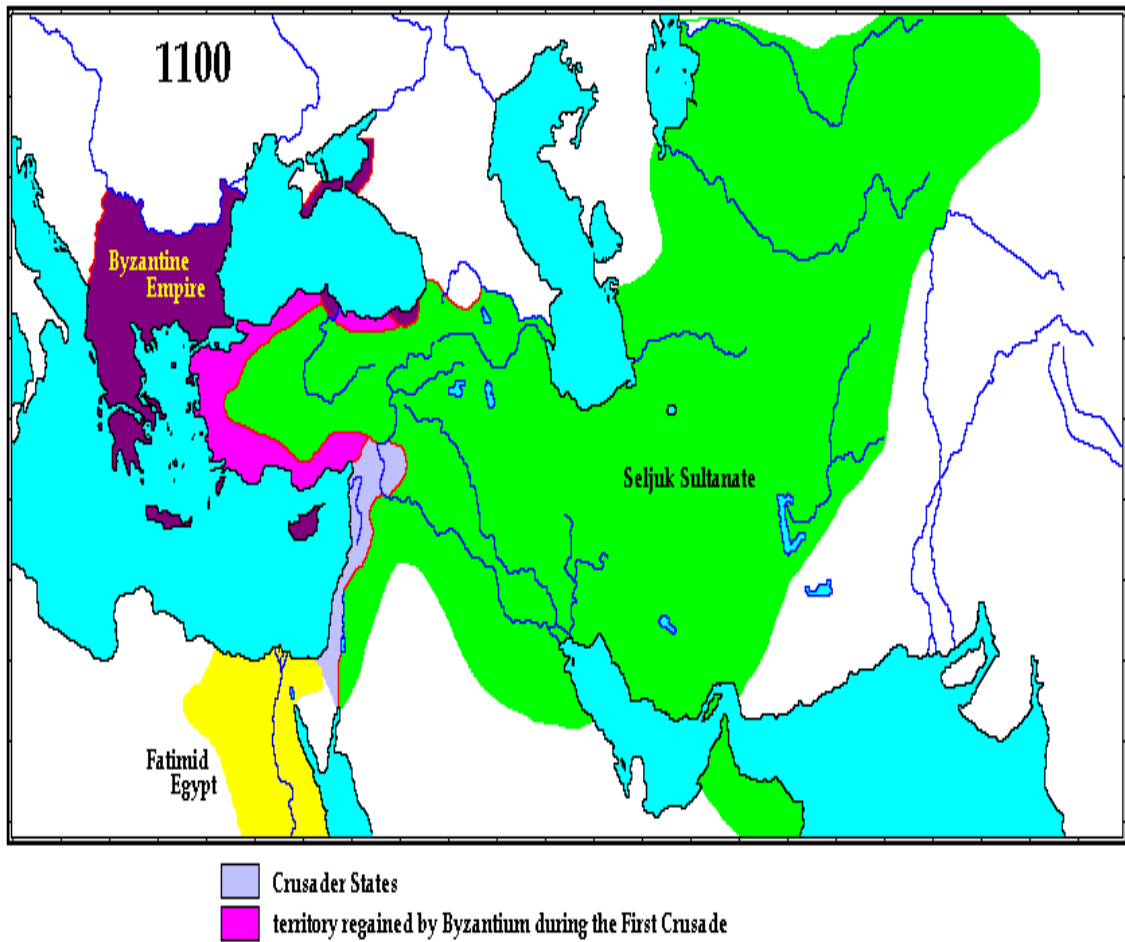 1100
Byzantine
Empire
Seljuk Sultanate
Fatimid
Egypt
Crusader States
territory regained by Byzantium during the First Crusade